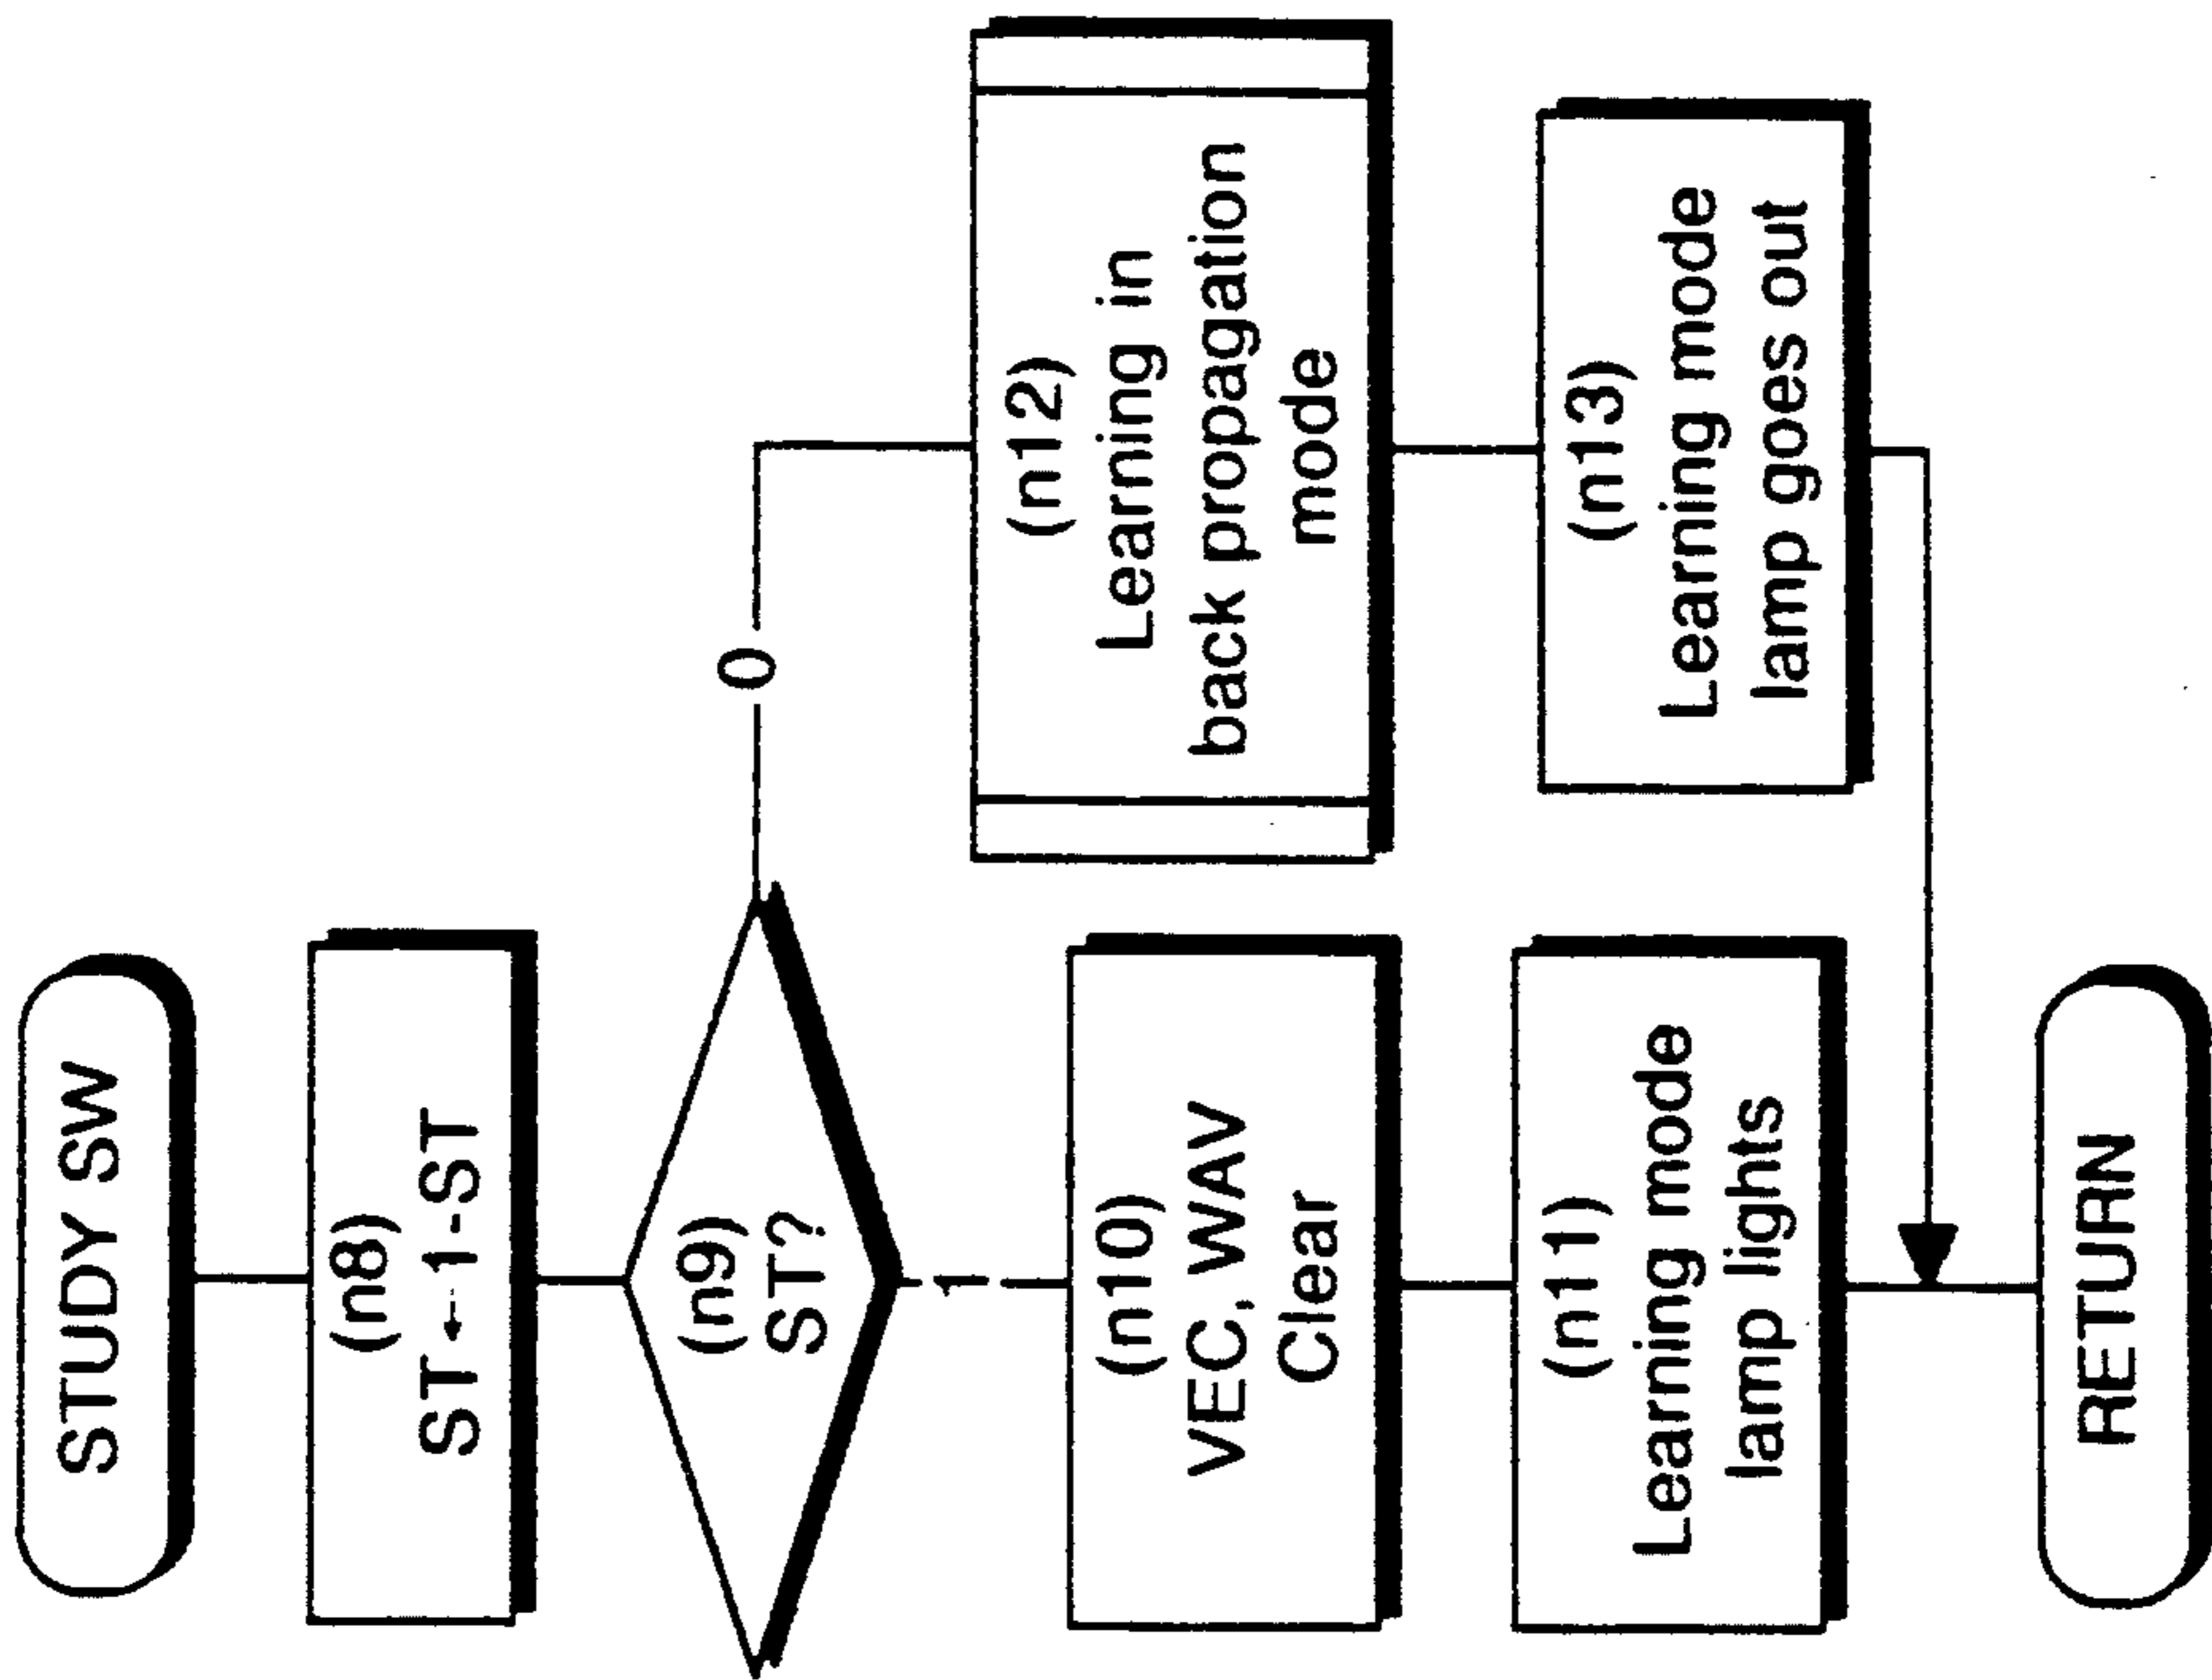 STUDY SW
(n8)
ST←1-ST
(n9)
ST?
1
0
(n10)
VEC, WAV
Clear
(n11)
Learning mode
lamp lights
(n12)
Learning in
back propagation
mode
(n13)
Learning mode
lamp goes out
RETURN